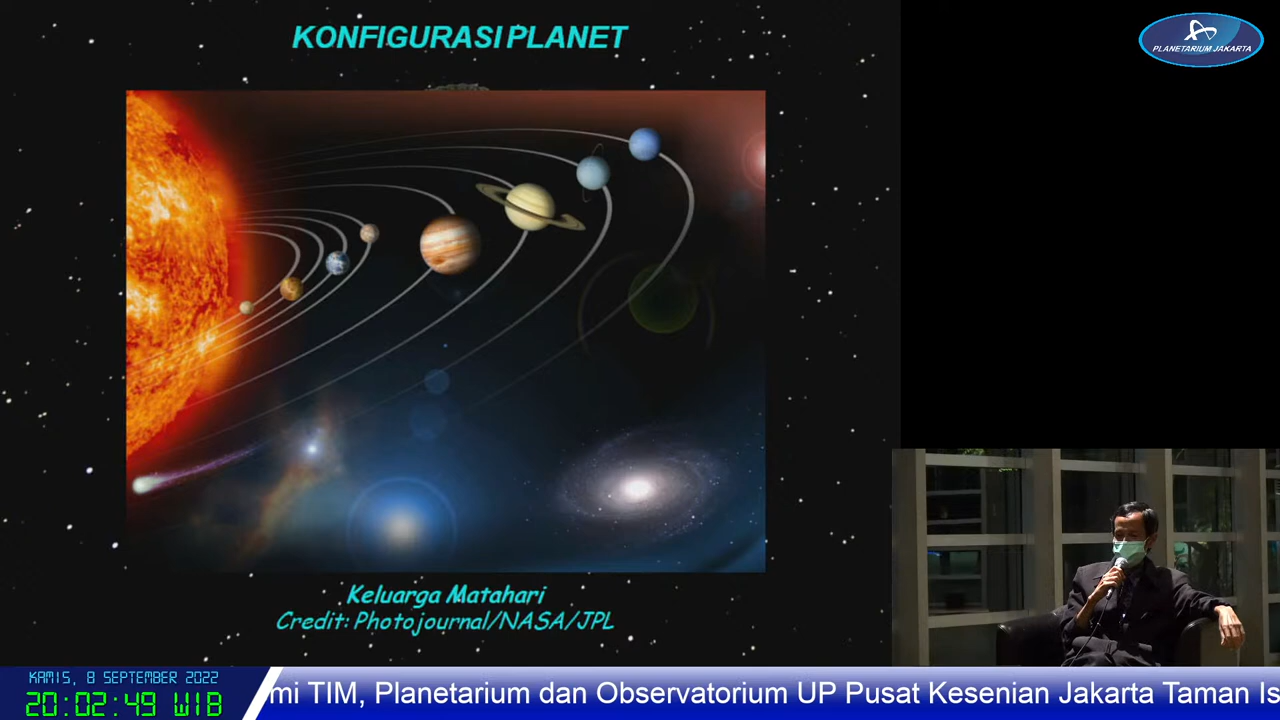 KONFIGURASI PLANET
PLANETARIUM JAKARTA
Keluarga Matahari
Credit: Photojournal/NASA/JPL
KAMIS, 8 SEPTEMBER 2022
20:02:49 WIB
mi TIM, Planetarium dan Observatorium UP Pusat Kesenian Jakarta Taman Is